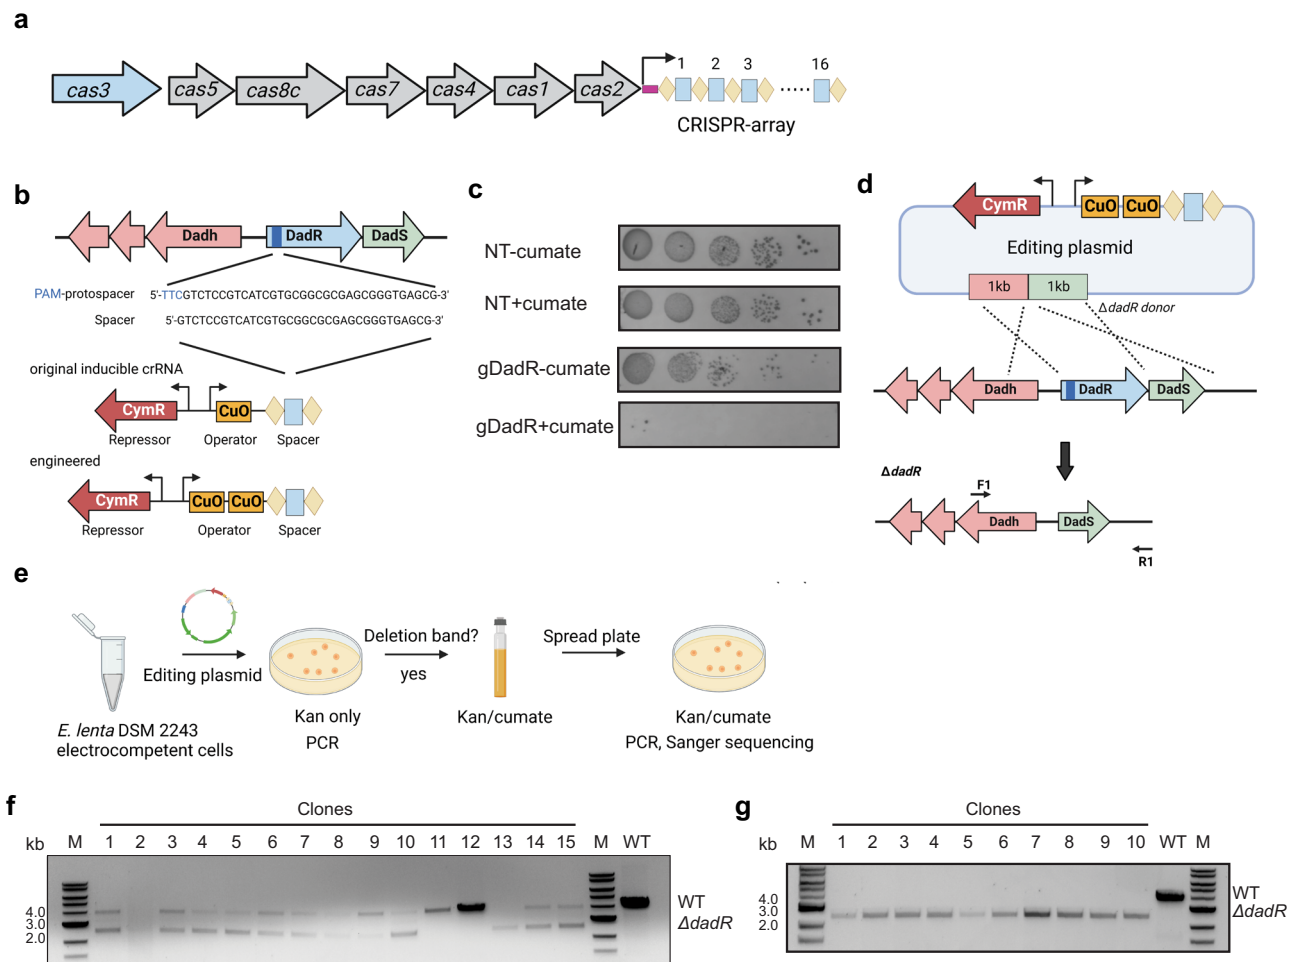 a
cas3
cas5
cas8c
cas7
cas4
cas1
cas2
1 2 3 16
CRISPR-array
b
Dadh
DadR
DadS
PAM-protospacer 5'-TTCGTCTCCGTCATCGTGCGGCGCGAGCGGGTGAGCG-3'
Spacer 5'-GTCTCCGTCATCGTGCGGCGCGAGCGGGTGAGCG-3'
original inducible crRNA
CymR CuO
Repressor Operator Spacer
engineered
CymR CuO CuO
Repressor Operator Spacer
c
NT-cumate
NT+cumate
gDadR-cumate
gDadR+cumate
d
CymR CuO CuO
Editing plasmid
1kb 1kb
ΔdadR donor
Dadh DadR DadS
ΔdadR
F1
Dadh DadS
R1
e
Editing plasmid
Deletion band?
yes
Spread plate
E. lenta DSM 2243
electrocompetent cells
Kan only
PCR
Kan/cumate
Kan/cumate
PCR, Sanger sequencing
f
Clones
kb M 1 2 3 4 5 6 7 8 9 10 11 12 13 14 15 M WT
4.0
3.0
2.0
WT
ΔdadR
g
Clones
kb M 1 2 3 4 5 6 7 8 9 10 WT M
4.0
3.0
2.0
WT
ΔdadR